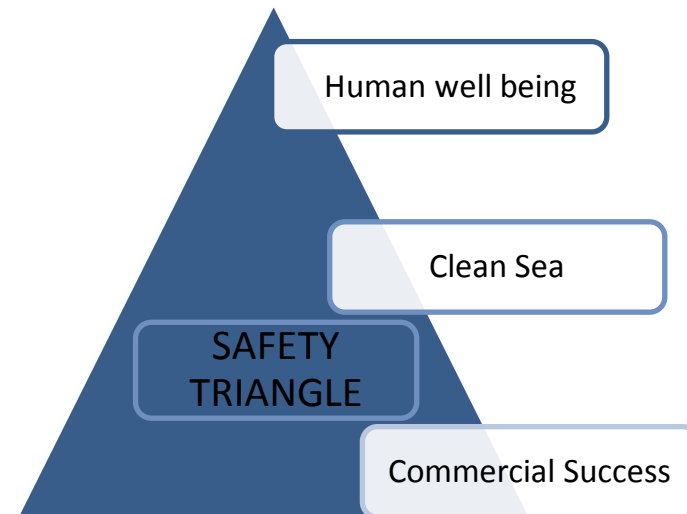 Human well being
Clean Sea
SAFETY
TRIANGLE
Commercial Success